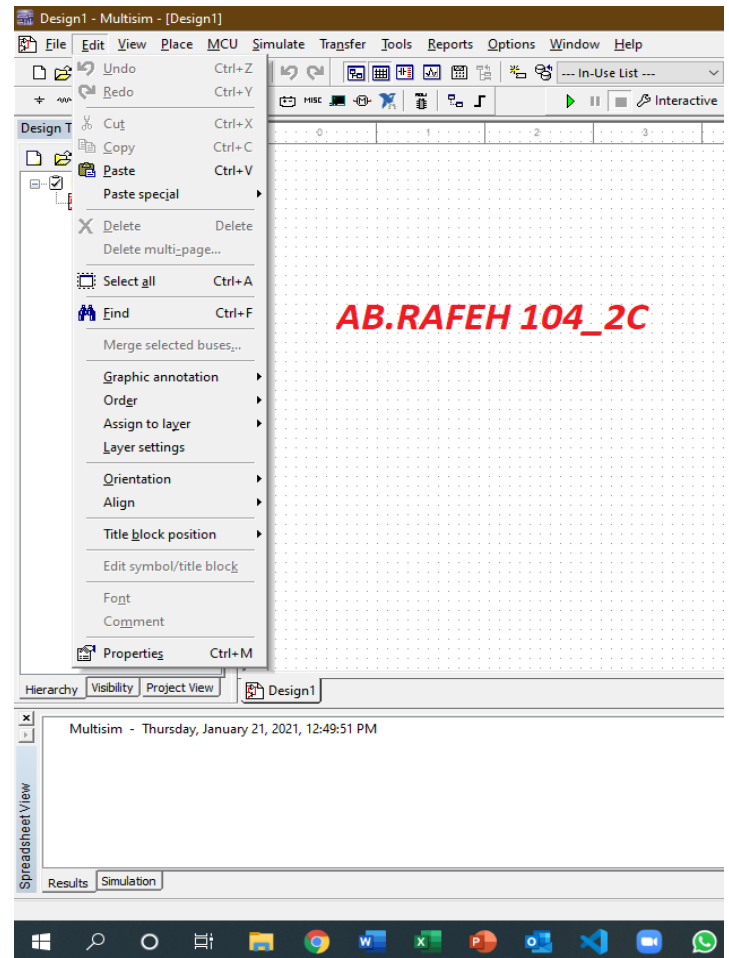 Design1 - Multisim - [Design1]
File Edit View Place MCU Simulate Transfer Tools Reports Options Window Help
--- In-Use List ---
MISC
Interactive
Design T
0 1 2 3
Undo Ctrl+Z
Redo Ctrl+Y
Cut Ctrl+X
Copy Ctrl+C
Paste Ctrl+V
Paste special
Delete Delete
Delete multi-page...
Select all Ctrl+A
Find Ctrl+F
Merge selected buses...
Graphic annotation
Order
Assign to layer
Layer settings
Orientation
Align
Title block position
Edit symbol/title block
Font
Comment
Properties Ctrl+M
AB.RAFEH 104_2C
Hierarchy Visibility Project View
Design1
Multisim - Thursday, January 21, 2021, 12:49:51 PM
Spreadsheet View
Results Simulation